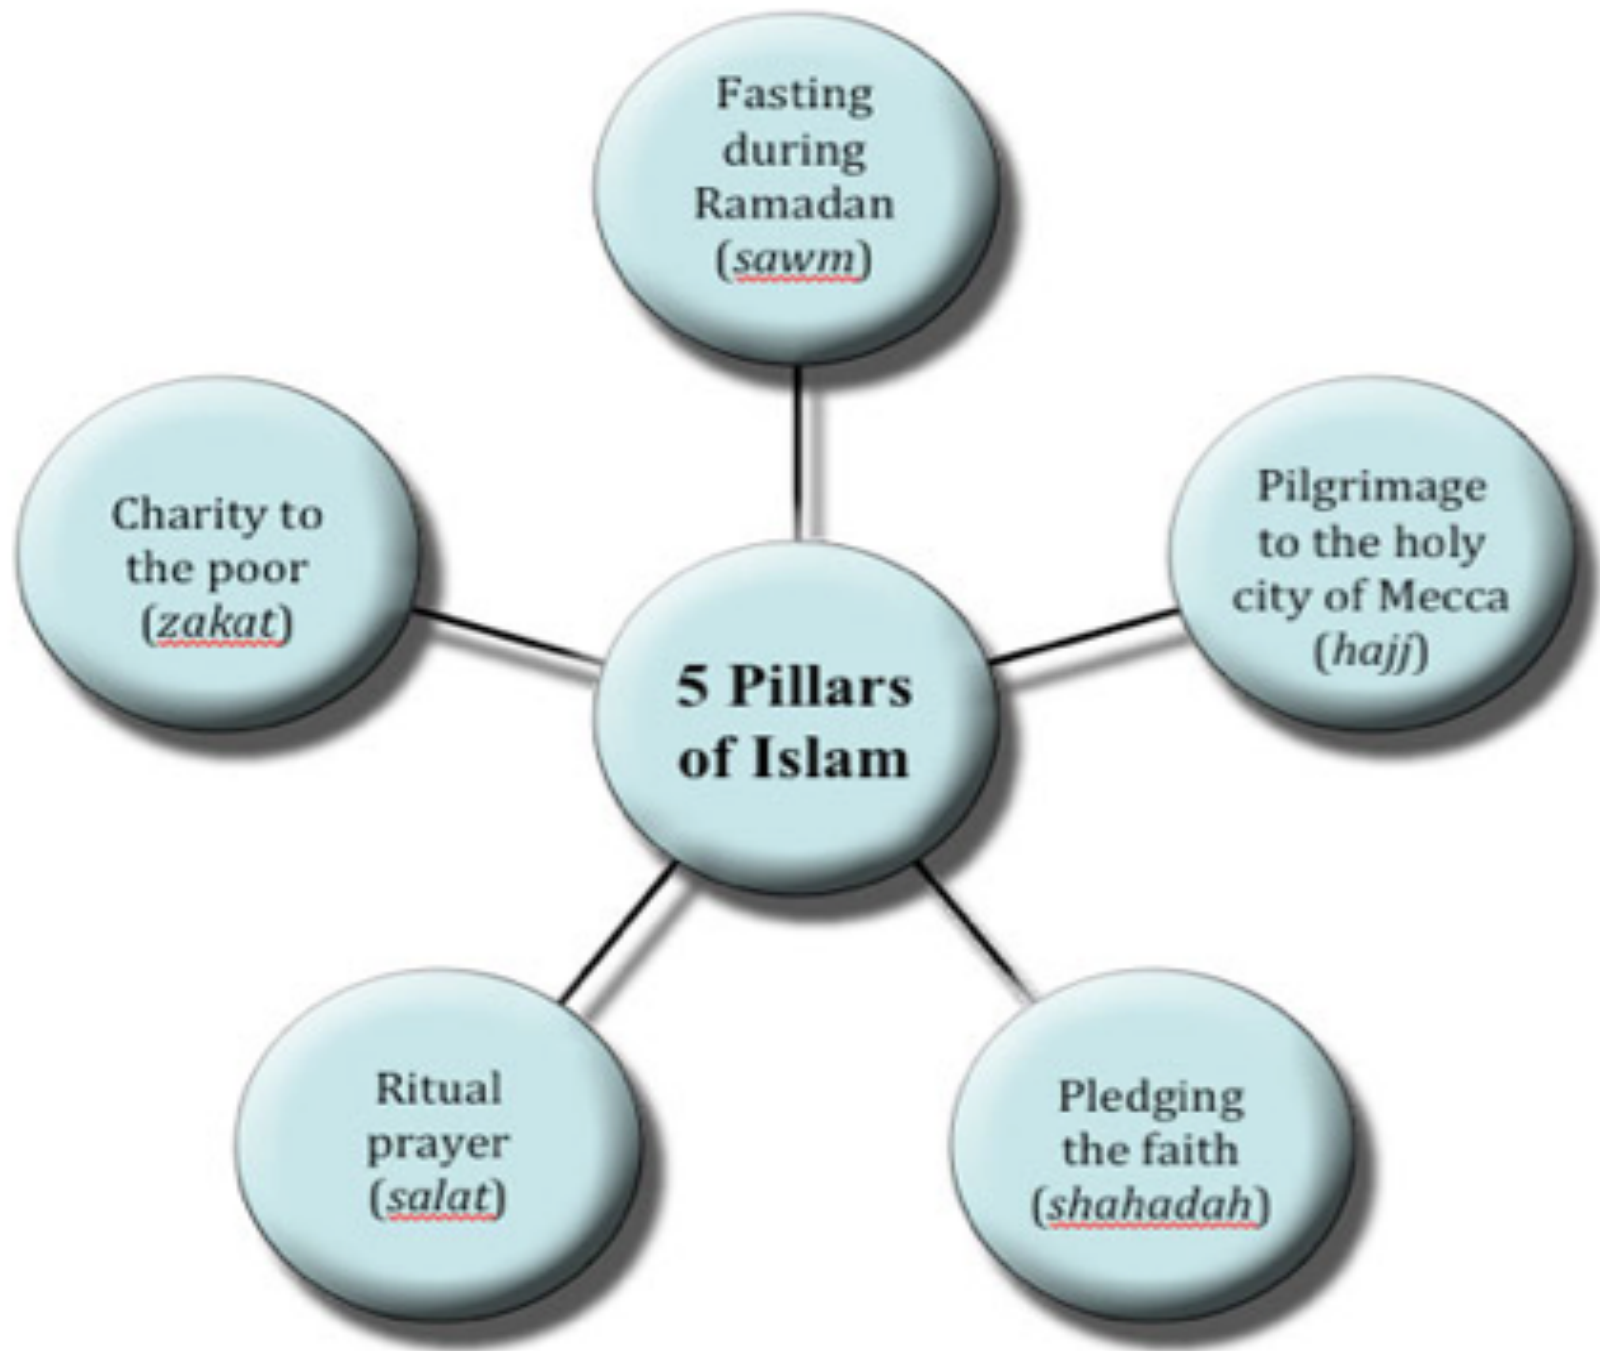 Fasting
during
Ramadan
(sawm)
Charity to
the poor
(zakat)
Pilgrimage
to the holy
city of Mecca
(hajj)
5 Pillars
of Islam
Ritual
prayer
(salat)
Pledging
the faith
(shahadah)